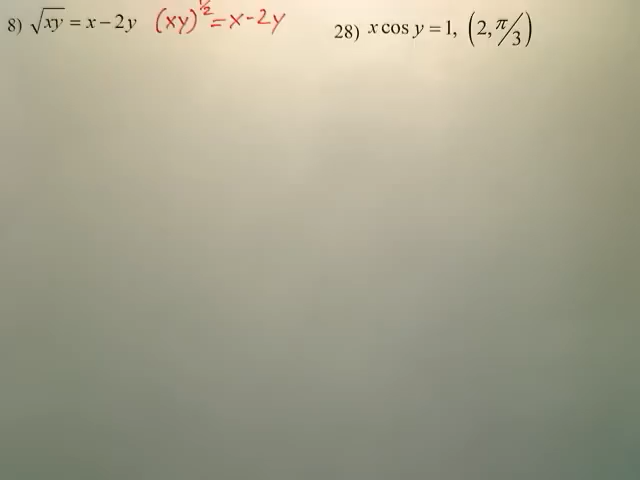 8) √xy = x − 2y (xy)^½ = x - 2y
28) x cos y = 1, (2, π/3)